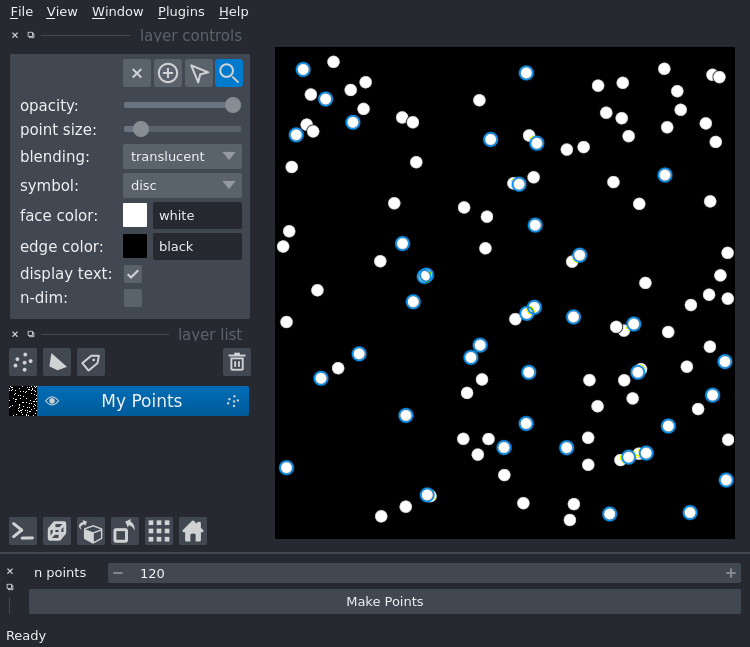 File View Window Plugins Help
layer controls
opacity:
point size:
blending: translucent
symbol: disc
face color: white
edge color: black
display text:
n-dim:
layer list
My Points
n points 120
Make Points
Ready